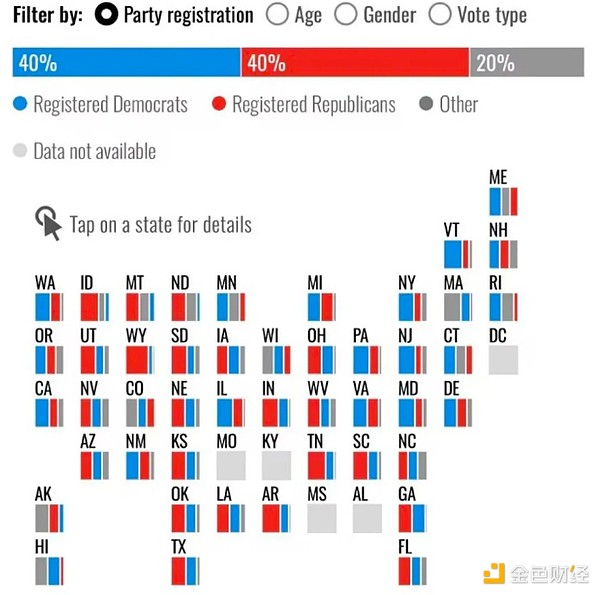 Filter by: Party registration Age Gender Vote type
40% 40% 20%
Registered Democrats Registered Republicans Other
Data not available
ME
Tap on a state for details
VT NH
WA ID MT ND MN MI NY MA RI
OR UT WY SD IA WI OH PA NJ CT DC
CA NV CO NE IL IN WV VA MD DE
AZ NM KS MO KY TN SC NC
AK OK LA AR MS AL GA
HI TX FL
金色财经